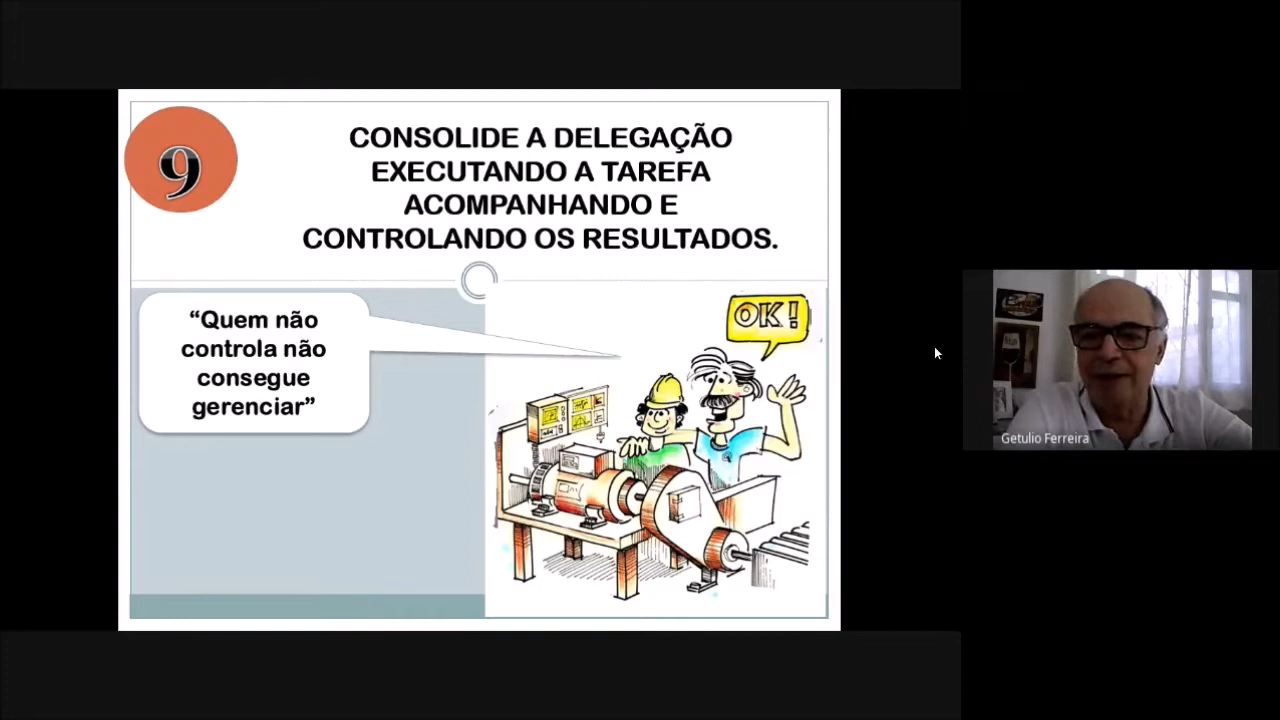 9
CONSOLIDE A DELEGAÇÃO
EXECUTANDO A TAREFA
ACOMPANHANDO E
CONTROLANDO OS RESULTADOS.
“Quem não
controla não
consegue
gerenciar”
OK!
Getulio Ferreira